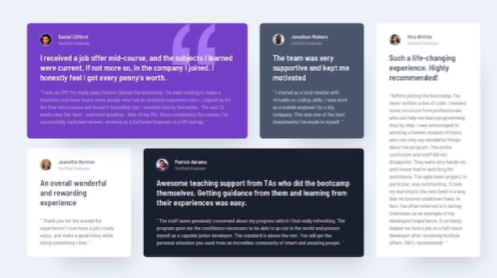 Daniel Clifford
Verified Graduate
I received a job offer mid-course, and the subjects I learned
were current, if not more so, in the company I joined. I
honestly feel I got every penny's worth.
" I was an EMT for many years before I joined the bootcamp. I've been looking to make a
transition and have heard some people who had an amazing experience here. I signed up for
the free intro course and found it incredibly fun! I enrolled shortly thereafter. The next 12
weeks was the best - and most grueling - time of my life. Since completing the course, I've
successfully switched careers, working as a Software Engineer at a VR startup. "
Jonathan Walters
Verified Graduate
The team was very
supportive and kept me
motivated
" I started as a total newbie with
virtually no coding skills. I now work
as a mobile engineer for a big
company. This was one of the best
investments I've made in myself. "
Kira Whittle
Verified Graduate
Such a life-changing
experience. Highly
recommended!
" Before joining the bootcamp, I've
never written a line of code. I needed
some structure from professionals
who can help me learn programming
step by step. I was encouraged to
enroll by a former student of theirs
who can only say wonderful things
about the program. The entire
curriculum and staff did not
disappoint. They were very hands-on
and I never had to wait long for
assistance. The agile team project, in
particular, was outstanding. It took
my learning to the next level in a way
that no tutorial could ever have. In
fact, I've often referred to it during
interviews as an example of my
developent experience. It certainly
helped me land a job as a full-stack
developer after receiving multiple
offers. 100% recommend! "
Jeanette Harmon
Verified Graduate
An overall wonderful
and rewarding
experience
" Thank you for the wonderful
experience! I now have a job I really
enjoy, and make a good living while
doing something I love. "
Patrick Abrams
Verified Graduate
Awesome teaching support from TAs who did the bootcamp
themselves. Getting guidance from them and learning from
their experiences was easy.
" The staff seem genuinely concerned about my progress which I find really refreshing. The
program gave me the confidence necessary to be able to go out in the world and present
myself as a capable junior developer. The standard is above the rest. You will get the
personal attention you need from an incredible community of smart and amazing people. "